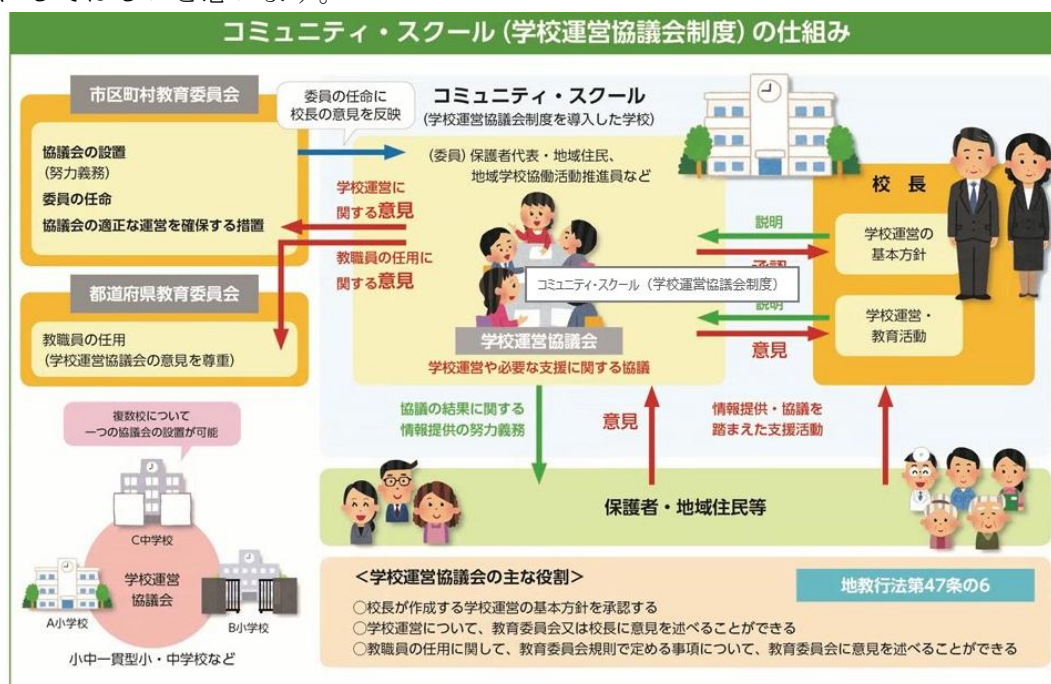 コミュニティ・スクール（学校運営協議会制度）の仕組み
市区町村教育委員会
協議会の設置
（努力義務）
委員の任命
協議会の適正な運営を確保する措置
委員の任命に
校長の意見を反映
コミュニティ・スクール
（学校運営協議会制度を導入した学校）
（委員）保護者代表・地域住民、
地域学校協働活動推進員など
学校運営に
関する意見
教職員の任用に
関する意見
都道府県教育委員会
教職員の任用
（学校運営協議会の意見を尊重）
コミュニティ・スクール（学校運営協議会制度）
学校運営協議会
学校運営や必要な支援に関する協議
校長
説明
学校運営の
基本方針
説明
意見
学校運営・
教育活動
協議の結果に関する
情報提供の努力義務
意見
情報提供・協議を
踏まえた支援活動
保護者・地域住民等
複数校について
一つの協議会の設置が可能
C中学校
学校運営
協議会
A小学校
B小学校
小中一貫型小・中学校など
＜学校運営協議会の主な役割＞
地教行法第47条の6
○校長が作成する学校運営の基本方針を承認する
○学校運営について、教育委員会又は校長に意見を述べることができる
○教職員の任用に関して、教育委員会規則で定める事項について、教育委員会に意見を述べることができる